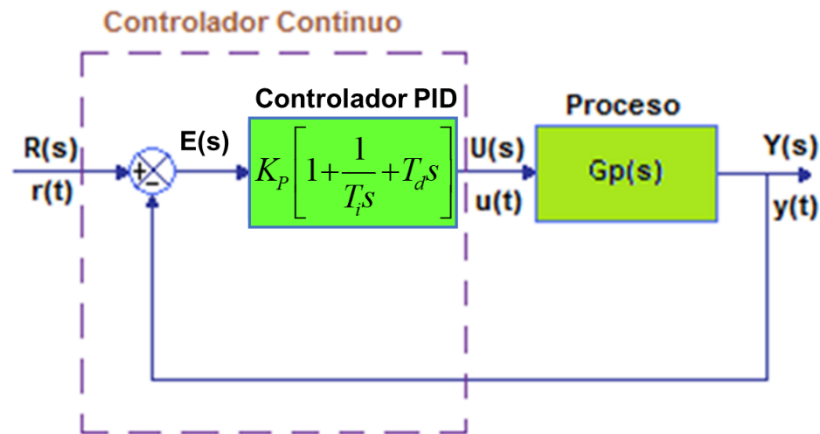 Controlador Continuo
Controlador PID
Proceso
R(s)
r(t)
+
−
E(s)
K_P [1 + 1/(T_i s) + T_d s]
U(s)
u(t)
Gp(s)
Y(s)
y(t)